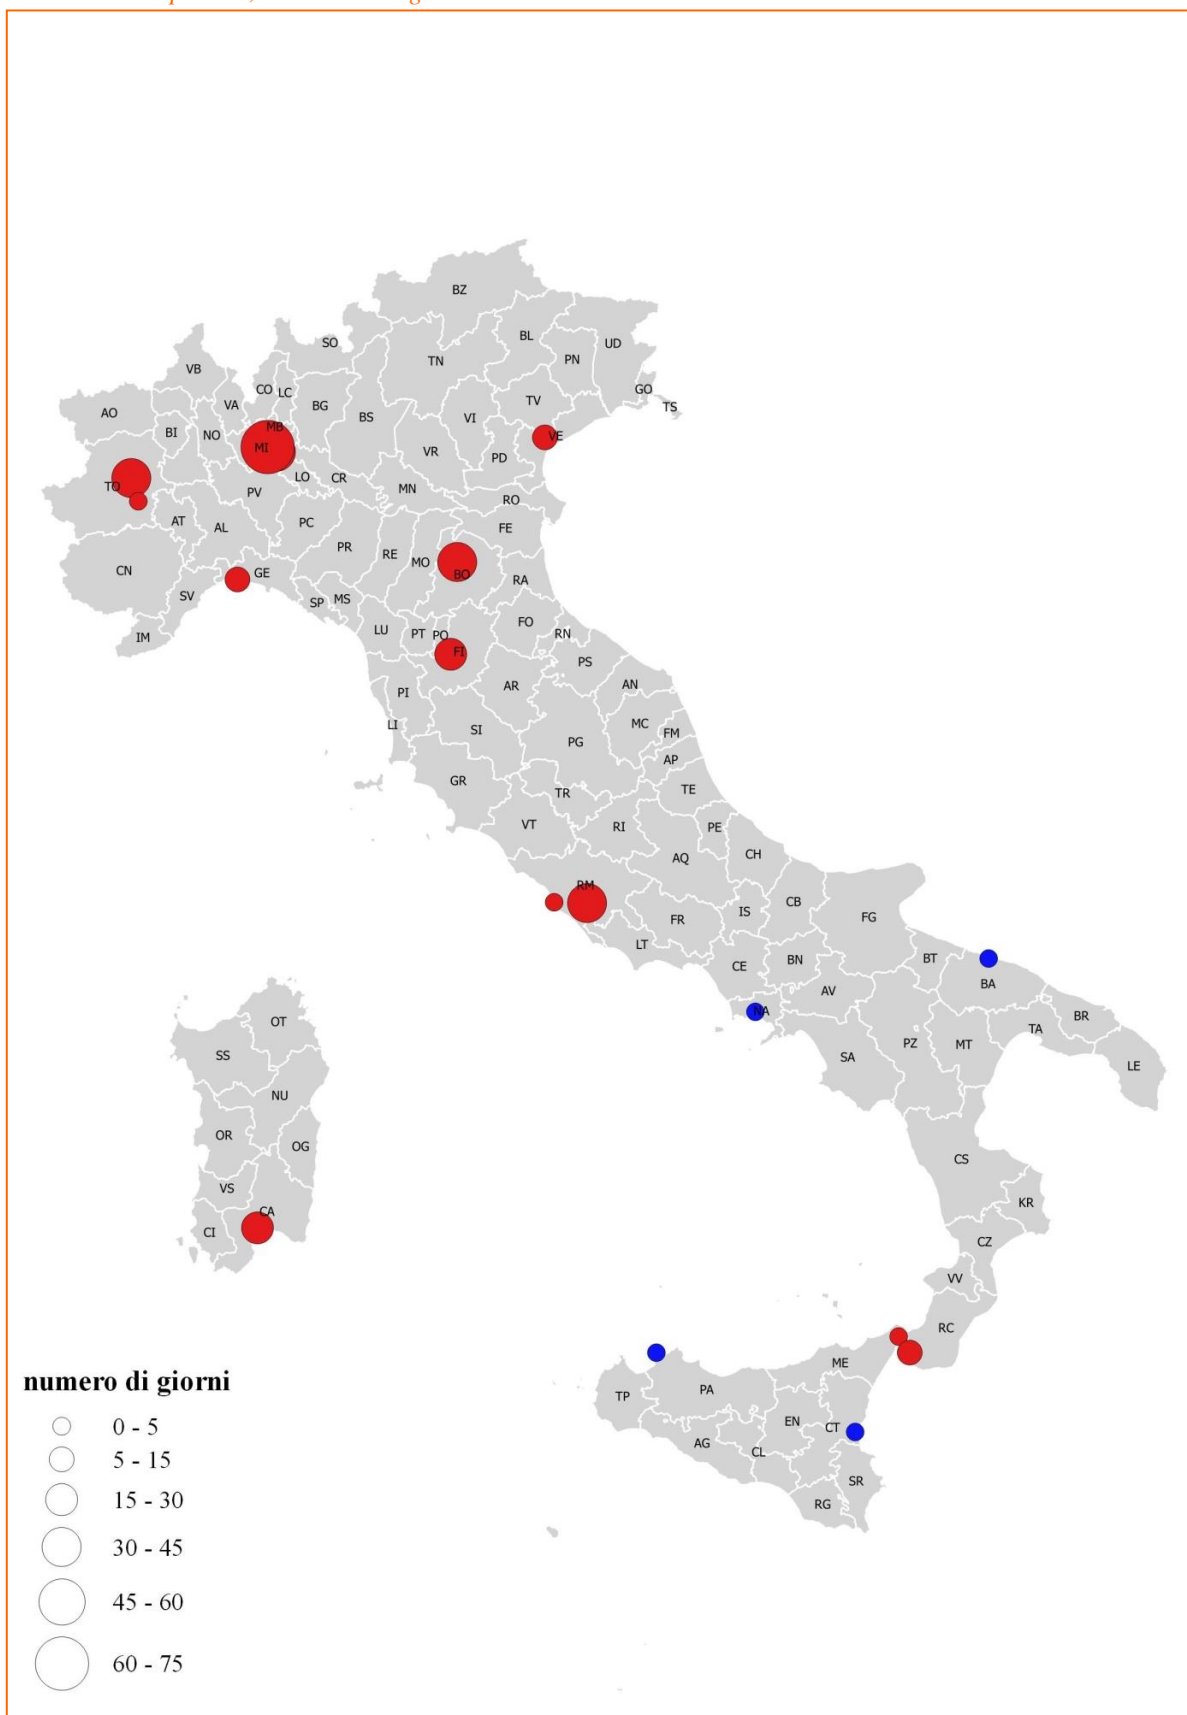 BZ
SO
BL
UD
PN
TN
VB
GO
TS
CO
LC
AO
VA
BG
TV
BS
VI
BI
NO
MB
VE
MI
VR
PD
TO
LO
CR
PV
MN
RO
AT
AL
PC
FE
PR
RE
MO
CN
GE
BO
RA
SV
SP
MS
IM
LU
PT
PO
FO
RN
FI
PS
PI
AR
AN
LI
SI
MC
FM
PG
AP
GR
TR
TE
VT
RI
PE
AQ
CH
RM
IS
CB
FG
FR
LT
CE
BN
BT
AV
BA
NA
OT
SS
SA
PZ
MT
TA
BR
LE
NU
OR
OG
VS
CS
KR
CA
CI
CZ
VV
RC
ME
TP
PA
EN
CT
AG
CL
SR
RG
numero di giorni
0 - 5
5 - 15
15 - 30
30 - 45
45 - 60
60 - 75